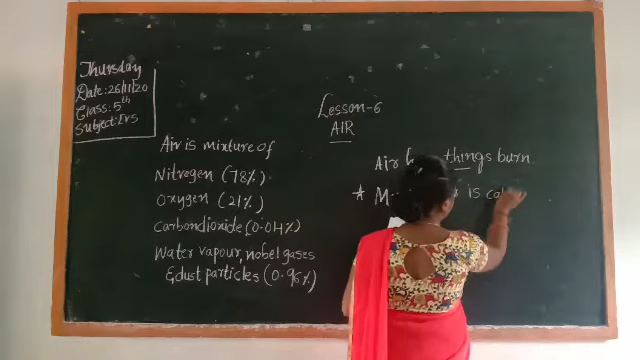 Thursday
Date: 26/11/20
Class: 5th
Subject: EVS
Lesson-6
AIR
Air is mixture of
Nitrogen (78%)
Oxygen (21%)
Carbondioxide (0.04%)
Water vapour, nobel gases
& dust particles (0.96%)
Air things burn
★ is